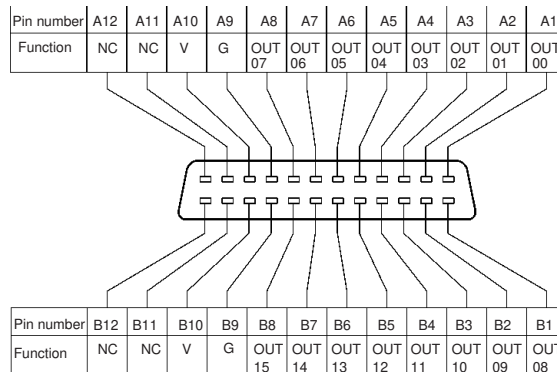 Pin number A12 A11 A10 A9 A8 A7 A6 A5 A4 A3 A2 A1
Function NC NC V G OUT 07 OUT 06 OUT 05 OUT 04 OUT 03 OUT 02 OUT 01 OUT 00
Pin number B12 B11 B10 B9 B8 B7 B6 B5 B4 B3 B2 B1
Function NC NC V G OUT 15 OUT 14 OUT 13 OUT 12 OUT 11 OUT 10 OUT 09 OUT 08